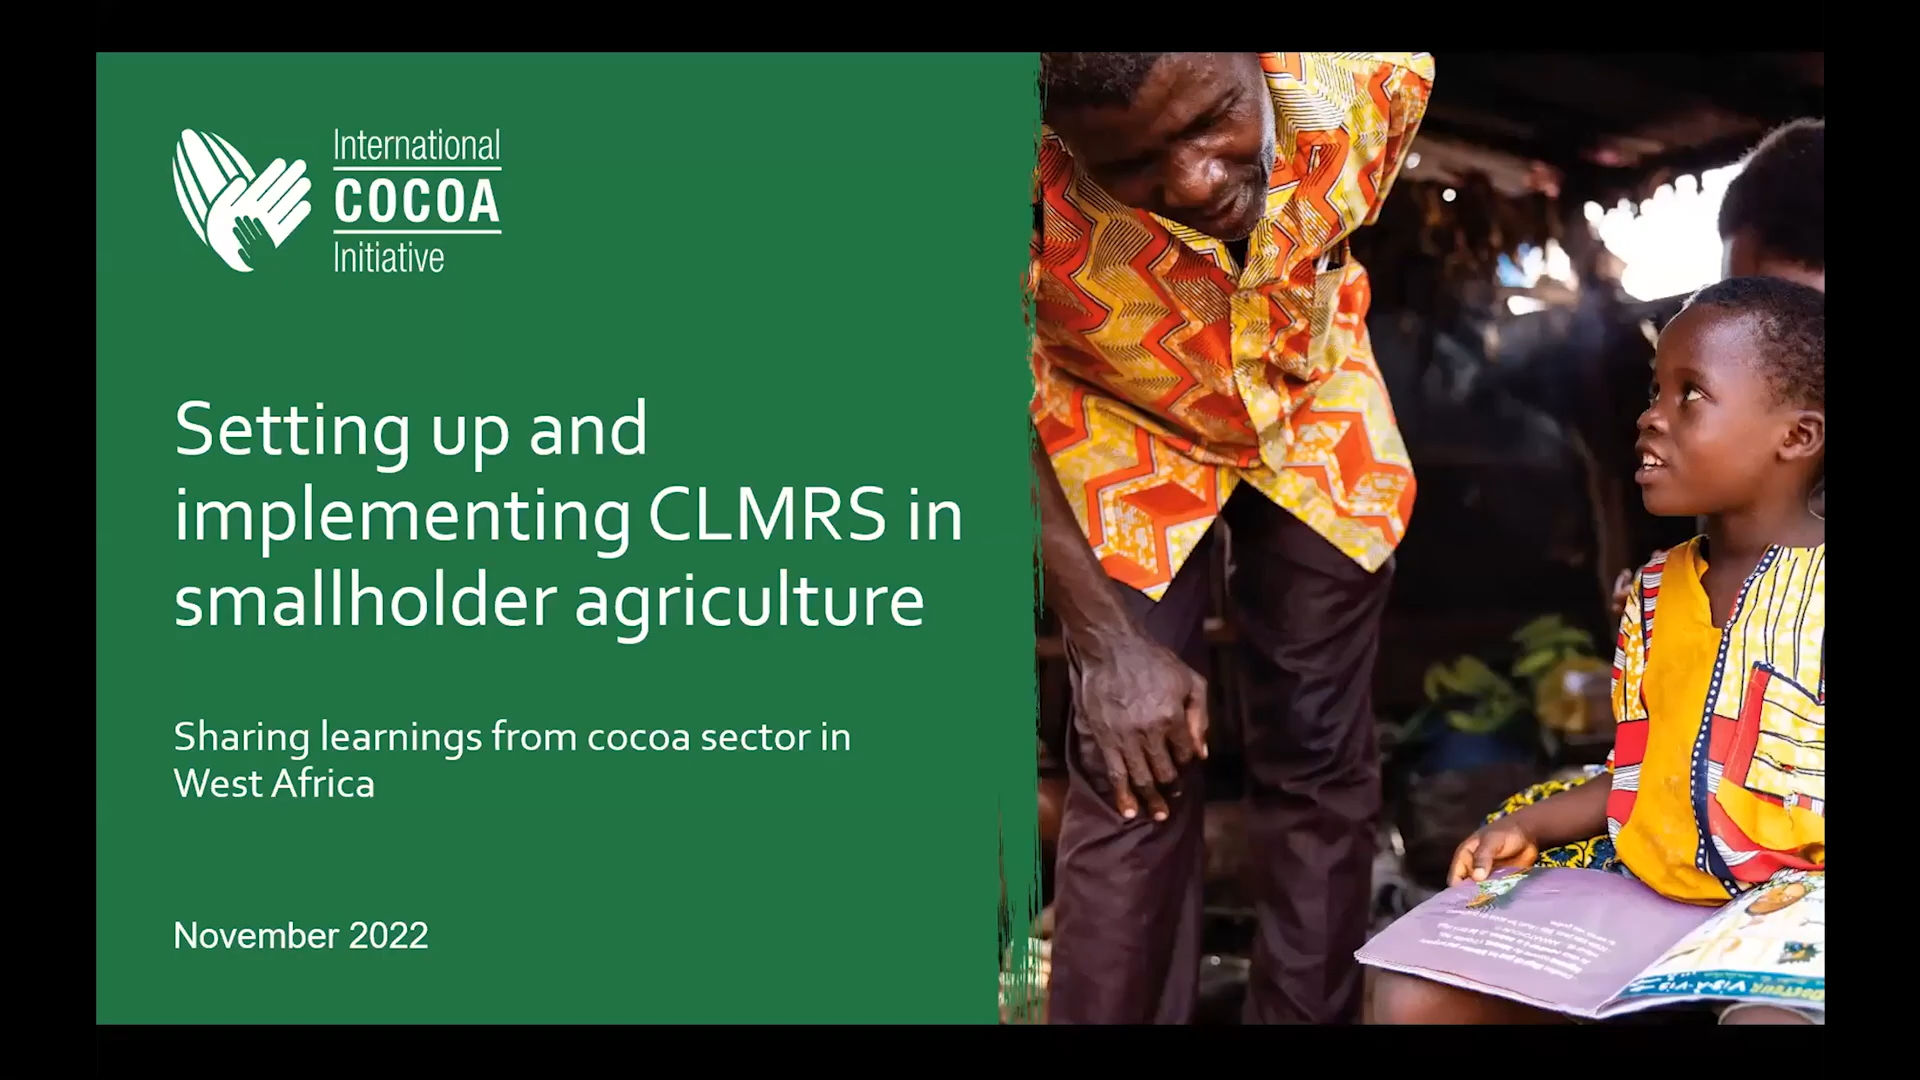 International
COCOA
Initiative
Setting up and
implementing CLMRS in
smallholder agriculture
Sharing learnings from cocoa sector in
West Africa
November 2022